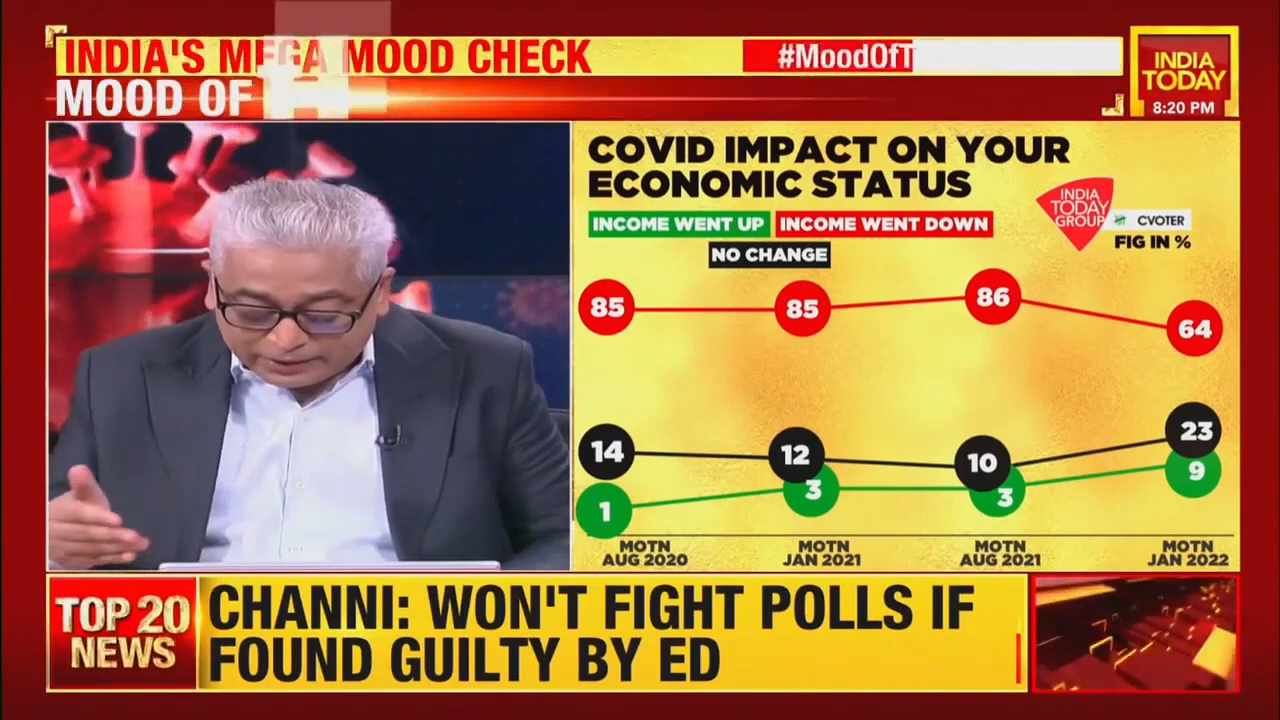 INDIA'S MEGA MOOD CHECK
#MoodOfT
MOOD OF
INDIA
TODAY
8:20 PM
COVID IMPACT ON YOUR
ECONOMIC STATUS
INCOME WENT UP
INCOME WENT DOWN
NO CHANGE
INDIA
TODAY
GROUP
CVOTER
FIG IN %
85
85
86
64
14
12
10
23
1
3
3
9
MOTN
AUG 2020
MOTN
JAN 2021
MOTN
AUG 2021
MOTN
JAN 2022
TOP 20
NEWS
CHANNI: WON'T FIGHT POLLS IF
FOUND GUILTY BY ED